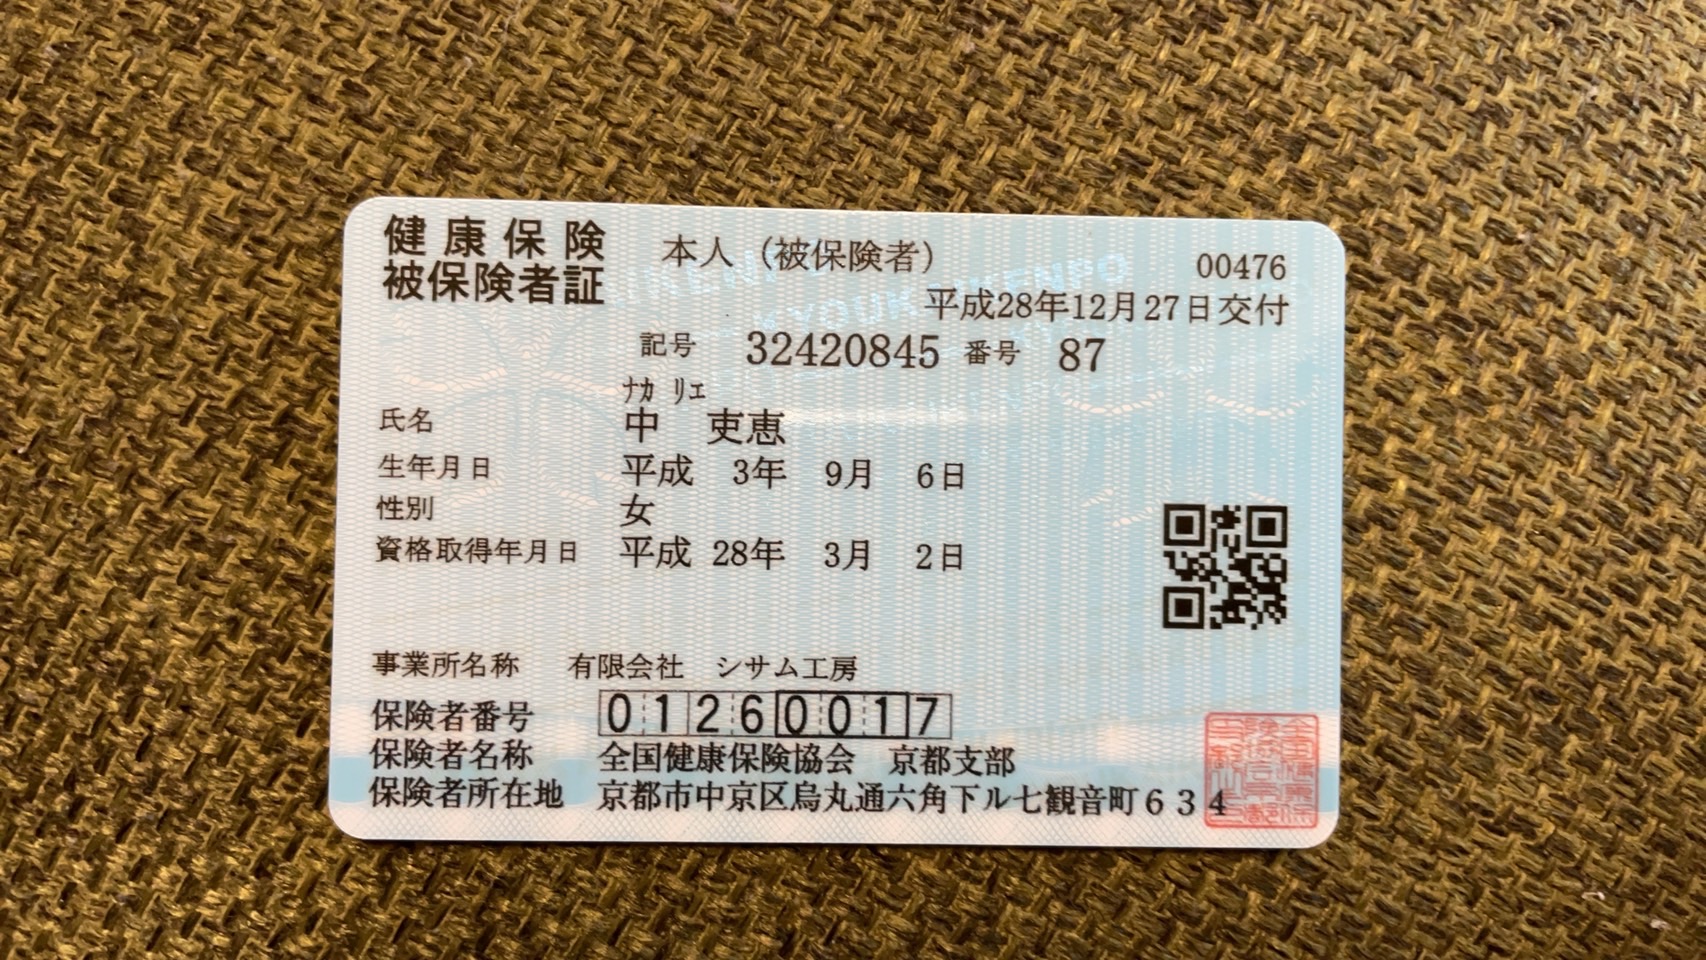 健康保険
被保険者証
本人（被保険者）
00476
平成28年12月27日交付
記号 32420845 番号 87
ﾅｶ ﾘｴ
氏名 中 吏恵
生年月日 平成 3年 9月 6日
性別 女
資格取得年月日 平成 28年 3月 2日
事業所名称 有限会社 シサム工房
保険者番号 01260017
保険者名称 全国健康保険協会 京都支部
保険者所在地 京都市中京区烏丸通六角下ル七観音町634